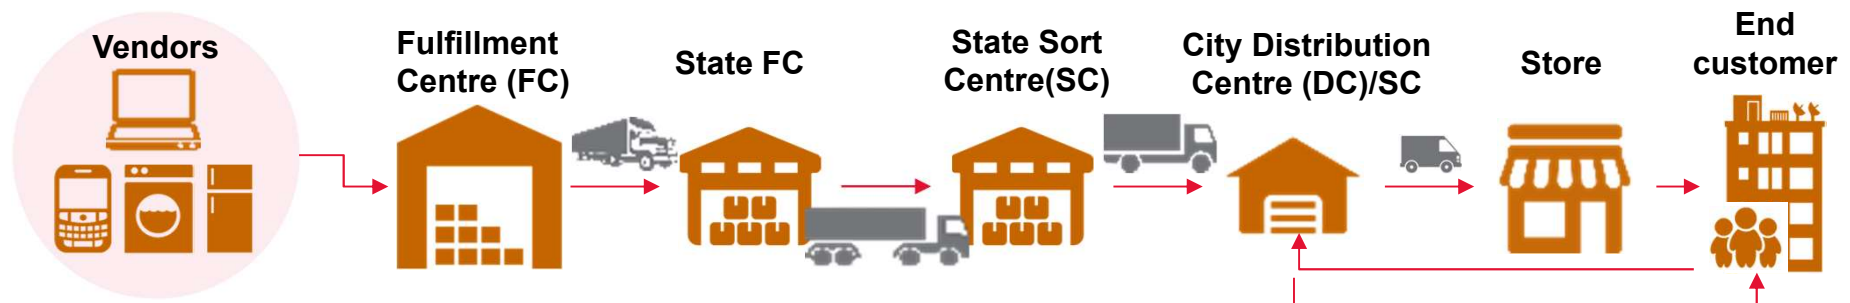 Vendors
Fulfillment
Centre (FC)
State FC
State Sort
Centre(SC)
City Distribution
Centre (DC)/SC
Store
End
customer